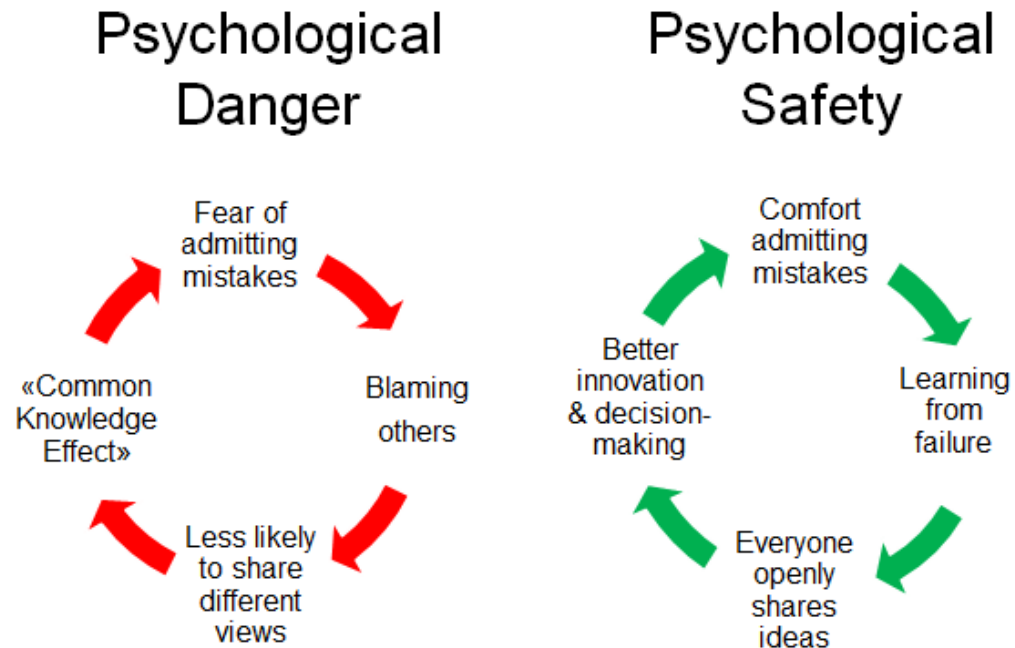 Psychological
Danger
Fear of
admitting
mistakes
Blaming
others
Less likely
to share
different
views
«Common
Knowledge
Effect»
Psychological
Safety
Comfort
admitting
mistakes
Learning
from
failure
Everyone
openly
shares
ideas
Better
innovation
& decision-
making